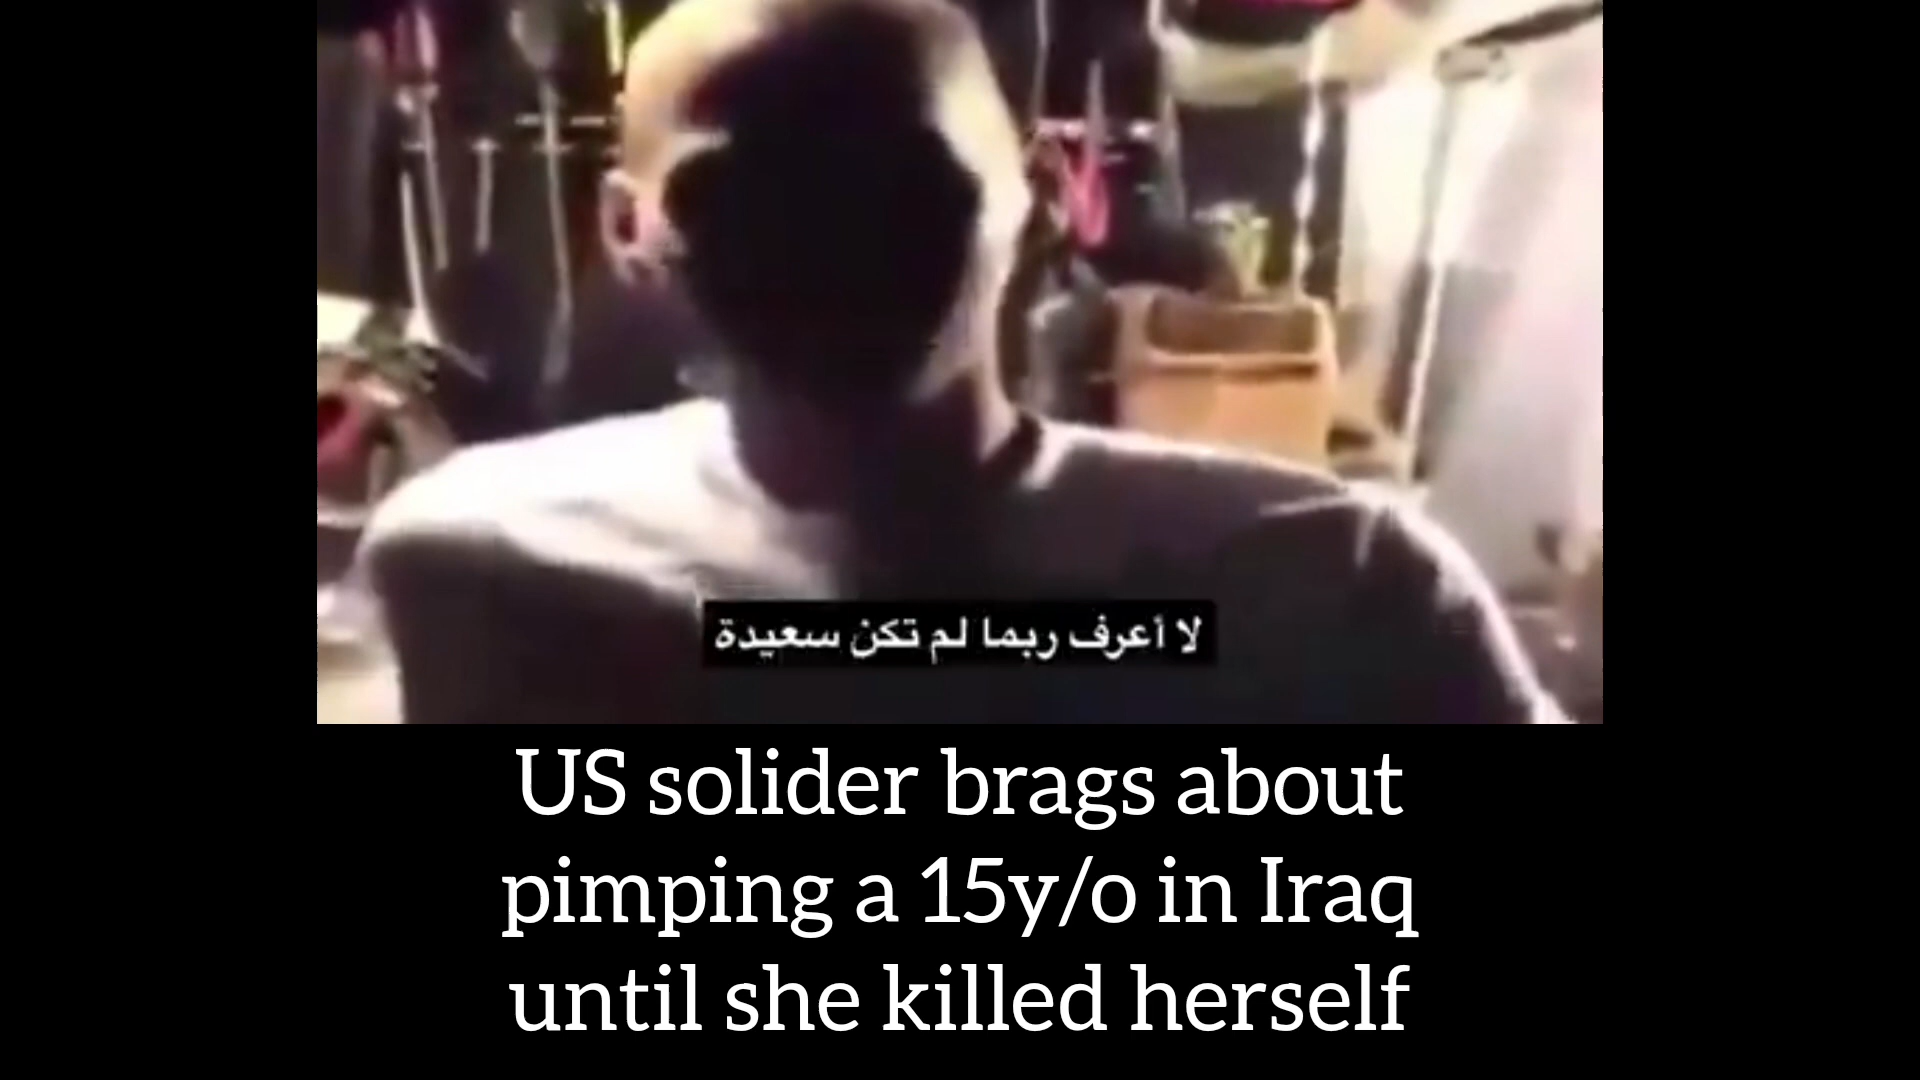 لا أعرف ربما لم تكن سعيدة
US solider brags about
pimping a 15y/o in Iraq
until she killed herself